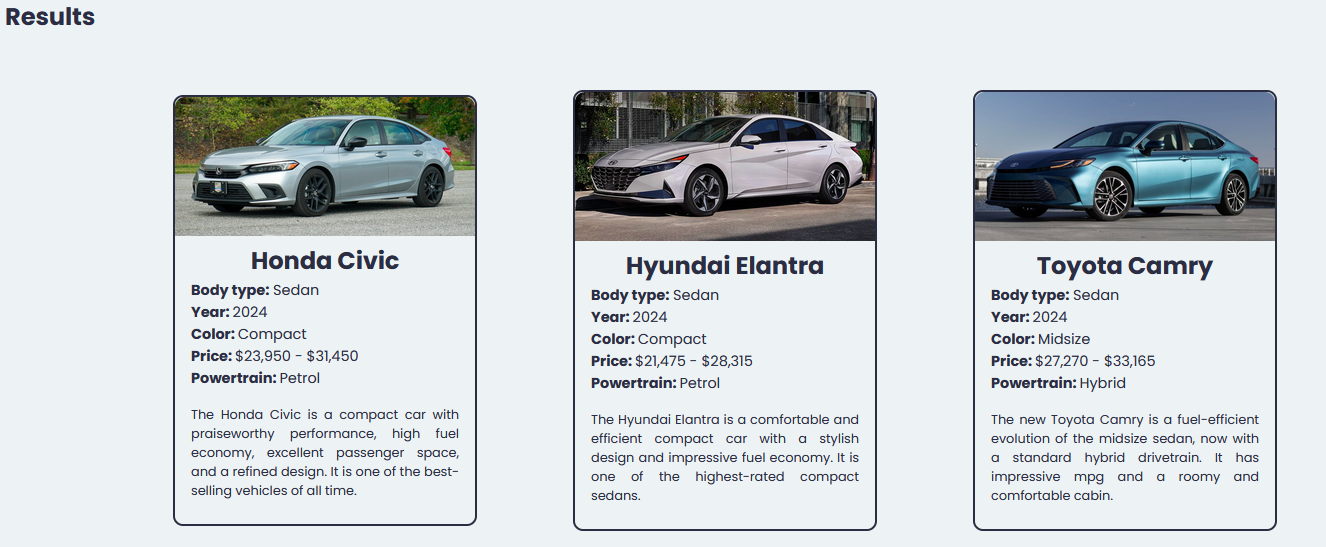 Results
Honda Civic
Body type: Sedan
Year: 2024
Color: Compact
Price: $23,950 - $31,450
Powertrain: Petrol
The Honda Civic is a compact car with
praiseworthy performance, high fuel
economy, excellent passenger space,
and a refined design. It is one of the best-
selling vehicles of all time.
Hyundai Elantra
Body type: Sedan
Year: 2024
Color: Compact
Price: $21,475 - $28,315
Powertrain: Petrol
The Hyundai Elantra is a comfortable and
efficient compact car with a stylish
design and impressive fuel economy. It is
one of the highest-rated compact
sedans.
Toyota Camry
Body type: Sedan
Year: 2024
Color: Midsize
Price: $27,270 - $33,165
Powertrain: Hybrid
The new Toyota Camry is a fuel-efficient
evolution of the midsize sedan, now with
a standard hybrid drivetrain. It has
impressive mpg and a roomy and
comfortable cabin.